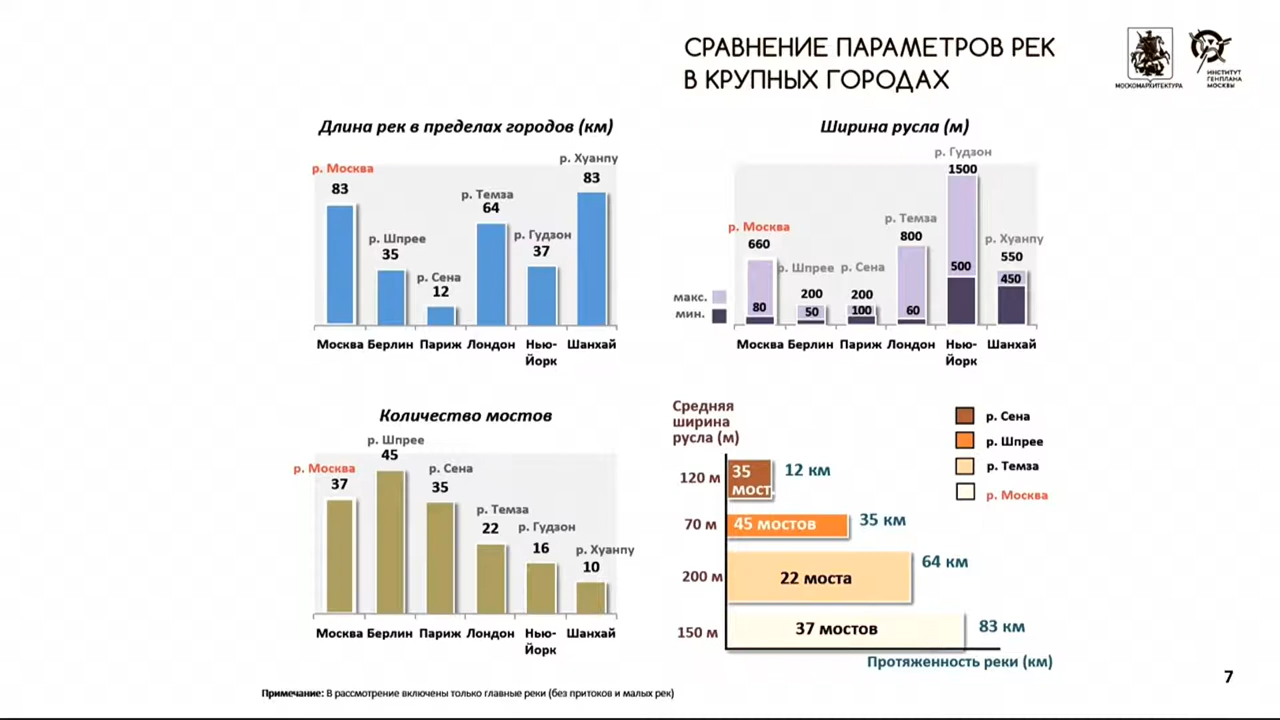 СРАВНЕНИЕ ПАРАМЕТРОВ РЕК
В КРУПНЫХ ГОРОДАХ
МОСКОМАРХИТЕКТУРА
ИНСТИТУТ
ГЕНПЛАНА
МОСКВЫ
Длина рек в пределах городов (км)
р. Москва
83
р. Шпрее
35
р. Сена
12
р. Темза
64
р. Гудзон
37
р. Хуанпу
83
Москва Берлин Париж Лондон Нью-
Йорк
Шанхай
Ширина русла (м)
р. Москва
660
80
р. Шпрее
200
50
р. Сена
200
100
р. Темза
800
60
р. Гудзон
1500
500
р. Хуанпу
550
450
макс.
мин.
Москва Берлин Париж Лондон Нью-
Йорк
Шанхай
Количество мостов
р. Москва
37
р. Шпрее
45
р. Сена
35
р. Темза
22
р. Гудзон
16
р. Хуанпу
10
Москва Берлин Париж Лондон Нью-
Йорк
Шанхай
Средняя
ширина
русла (м)
р. Сена
р. Шпрее
р. Темза
р. Москва
120 м
35
мост
12 км
70 м
45 мостов
35 км
200 м
22 моста
64 км
150 м
37 мостов
83 км
Протяженность реки (км)
Примечание: В рассмотрение включены только главные реки (без притоков и малых рек)
7